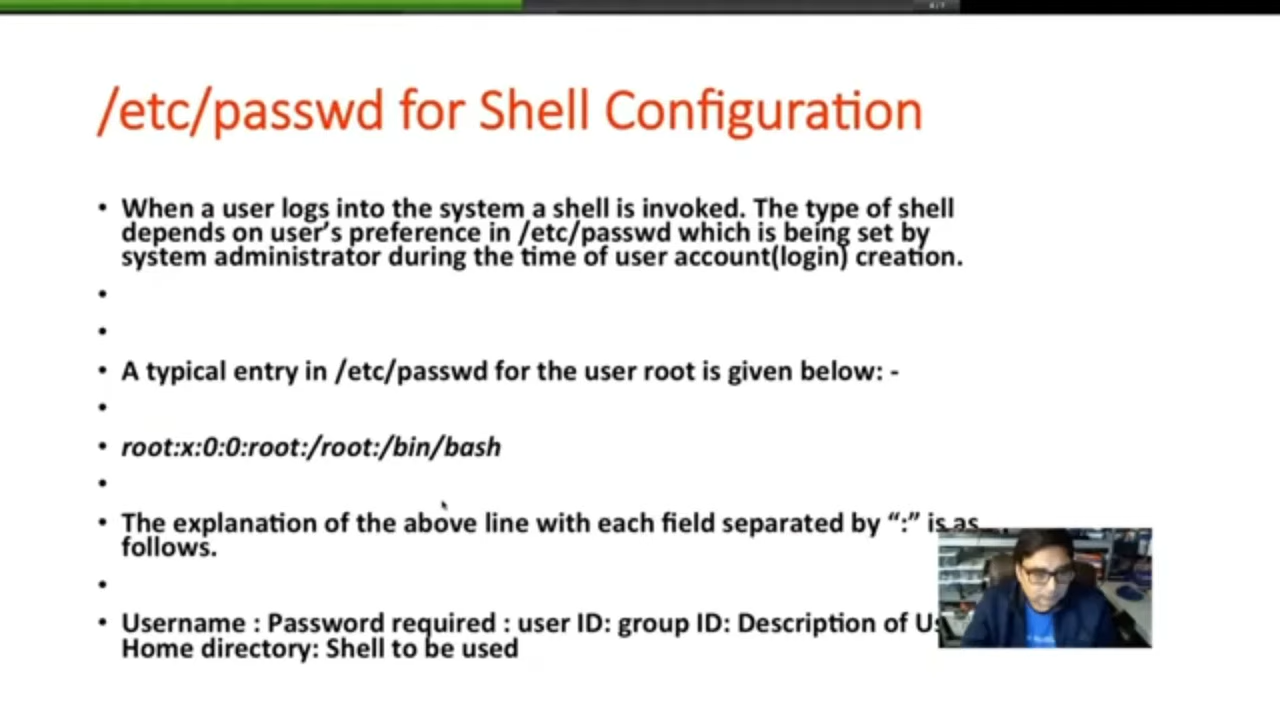 /etc/passwd for Shell Configuration
• When a user logs into the system a shell is invoked. The type of shell
depends on user's preference in /etc/passwd which is being set by
system administrator during the time of user account(login) creation.
•
•
• A typical entry in /etc/passwd for the user root is given below: -
•
• root:x:0:0:root:/root:/bin/bash
•
• The explanation of the above line with each field separated by “:” is as
follows.
•
• Username : Password required : user ID: group ID: Description of
Home directory: Shell to be used